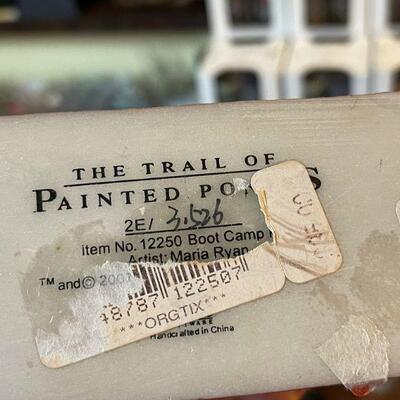 THE TRAIL OF
PAINTED PO S
2E/ 3,526
Item No. 12250 Boot Camp
Artist: Maria Ryan
TM and © 200
48787 122507
***ORGTIX***
Handcrafted in China